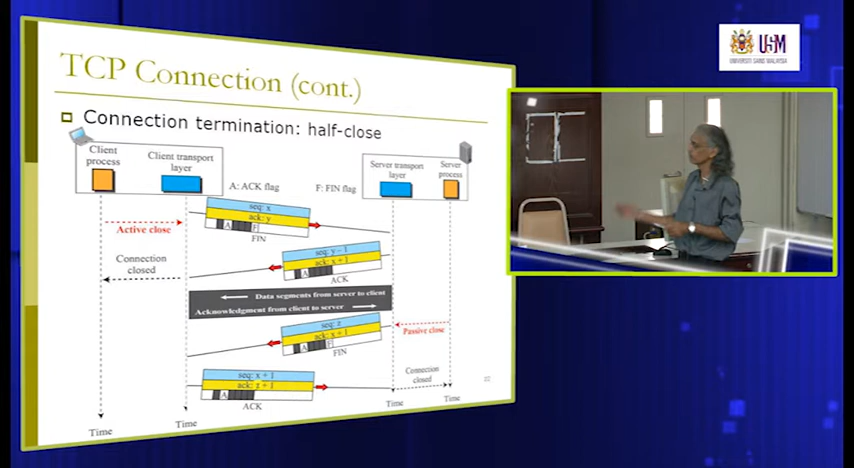 TCP Connection (cont.)
Connection termination: half-close
Client process
Client transport layer
A: ACK flag
F: FIN flag
Server transport layer
Server process
seq: x
ack: y
A
F
FIN
Active close
Connection closed
seq: y – 1
ack: x + 1
A
ACK
Data segments from server to client
Acknowledgment from client to server
seq: z
ack: x + 1
A
F
FIN
Passive close
seq: x + 1
ack: z + 1
A
ACK
Connection closed
22
Time
Time
Time
Time
USM
UNIVERSITI SAINS MALAYSIA